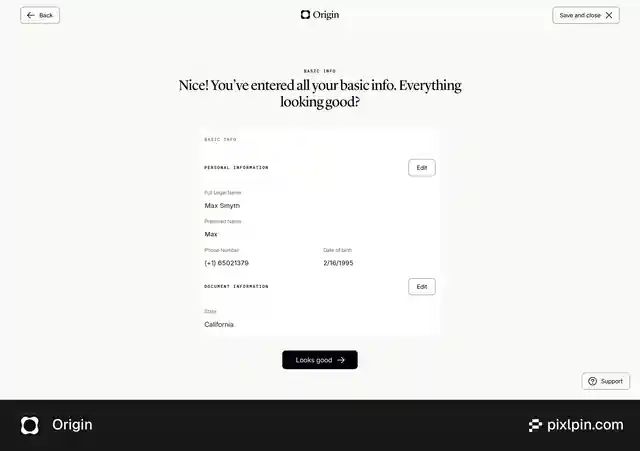 Back
Origin
Save and close
BASIC INFO
Nice! You've entered all your basic info. Everything
looking good?
BASIC INFO
PERSONAL INFORMATION
Edit
Full Legal Name
Max Smyth
Preferred Name
Max
Phone Number
Date of birth
(+1) 65021379
2/16/1995
DOCUMENT INFORMATION
Edit
State
California
Looks good
Support
Origin
pixlpin.com